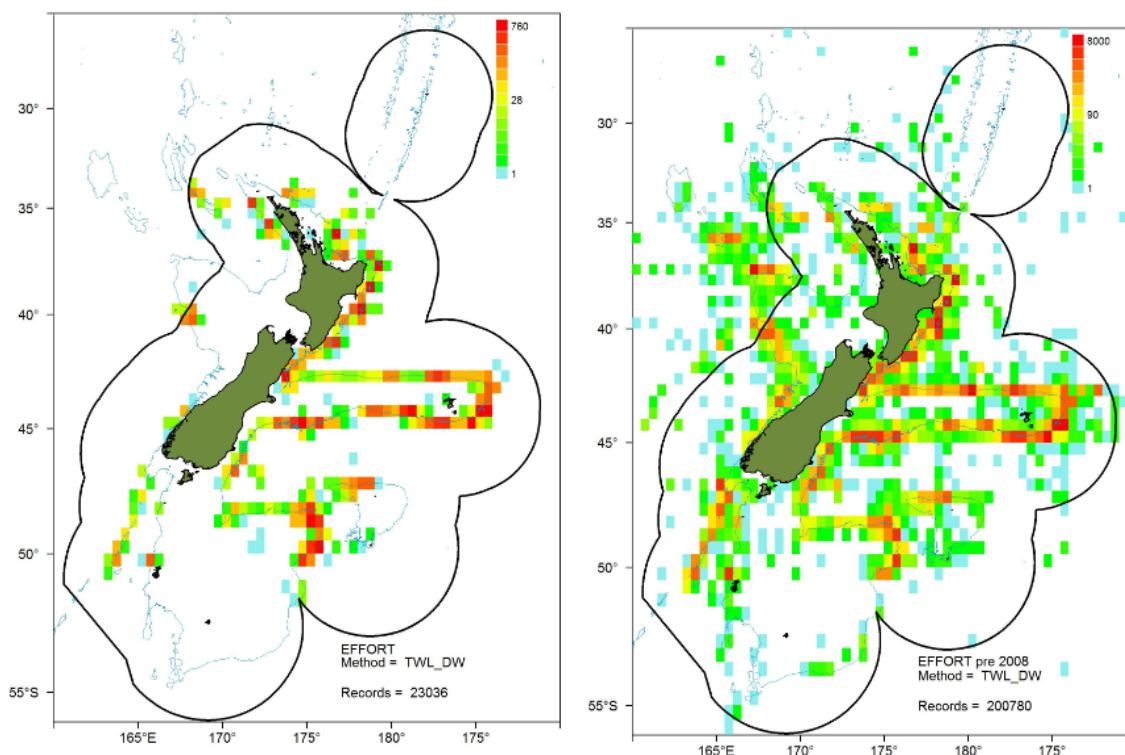 760
28
1
30°
35°
40°
45°
50°
55°S
165°E
170°
175°
180°
175°
EFFORT
Method = TWL_DW
Records = 23036
8000
90
1
30°
35°
40°
45°
50°
55°S
165°E
170°
175°
180°
175°
EFFORT pre 2008
Method = TWL_DW
Records = 200780